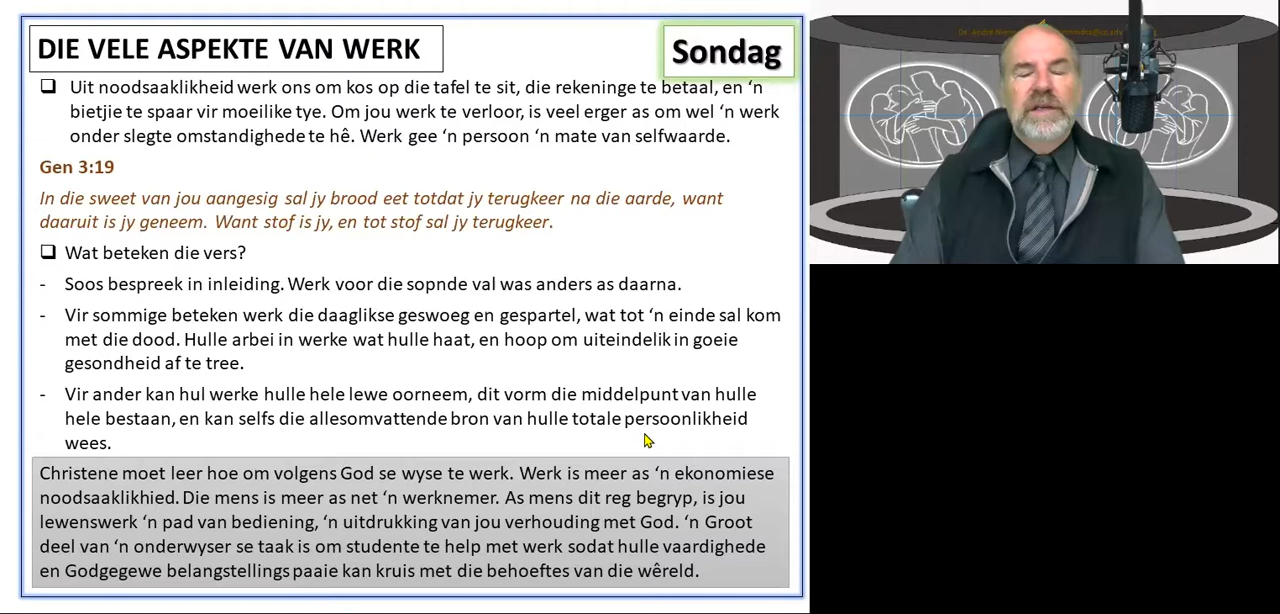 DIE VELE ASPEKTE VAN WERK
Sondag
❑ Uit noodsaaklikheid werk ons om kos op die tafel te sit, die rekeninge te betaal, en ‘n
bietjie te spaar vir moeilike tye. Om jou werk te verloor, is veel erger as om wel ‘n werk
onder slegte omstandighede te hê. Werk gee ‘n persoon ‘n mate van selfwaarde.
Gen 3:19
In die sweet van jou aangesig sal jy brood eet totdat jy terugkeer na die aarde, want
daaruit is jy geneem. Want stof is jy, en tot stof sal jy terugkeer.
❑ Wat beteken die vers?
- Soos bespreek in inleiding. Werk voor die sopnde val was anders as daarna.
- Vir sommige beteken werk die daaglikse geswoeg en gespartel, wat tot ‘n einde sal kom
met die dood. Hulle arbei in werke wat hulle haat, en hoop om uiteindelik in goeie
gesondheid af te tree.
- Vir ander kan hul werke hulle hele lewe oorneem, dit vorm die middelpunt van hulle
hele bestaan, en kan selfs die allesomvattende bron van hulle totale persoonlikheid
wees.
Christene moet leer hoe om volgens God se wyse te werk. Werk is meer as ‘n ekonomiese
noodsaaklikhied. Die mens is meer as net ‘n werknemer. As mens dit reg begryp, is jou
lewenswerk ‘n pad van bediening, ‘n uitdrukking van jou verhouding met God. ‘n Groot
deel van ‘n onderwyser se taak is om studente te help met werk sodat hulle vaardighede
en Godgegewe belangstellings paaie kan kruis met die behoeftes van die wêreld.